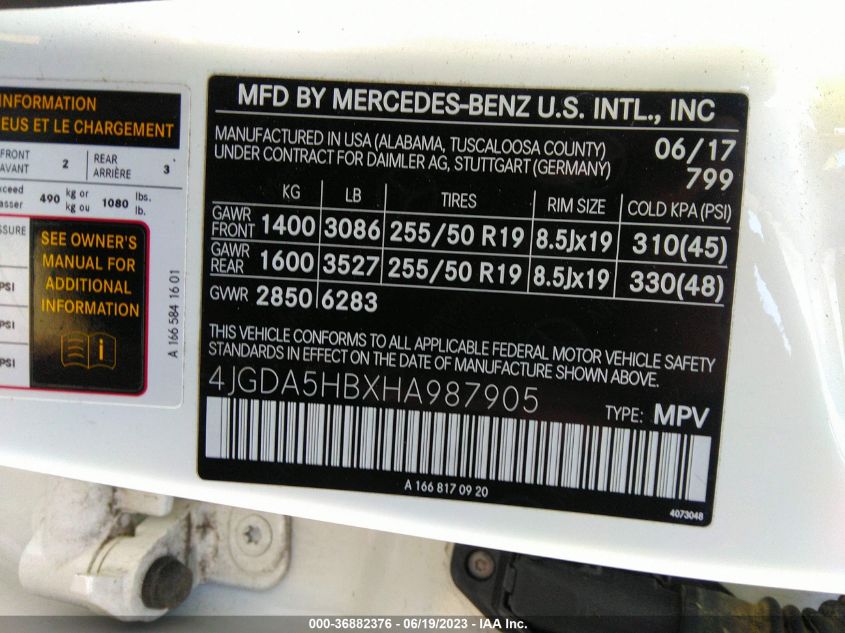 INFORMATION
EUS ET LE CHARGEMENT
FRONT
AVANT
2
REAR
ARRIÈRE
3
490
kg or
kg ou
1080
lbs.
lb.
SEE OWNER'S
MANUAL FOR
ADDITIONAL
INFORMATION
PSI
PSI
PSI
A 166 584 16 01
MFD BY MERCEDES-BENZ U.S. INTL., INC
MANUFACTURED IN USA (ALABAMA, TUSCALOOSA COUNTY) 06/17
UNDER CONTRACT FOR DAIMLER AG, STUTTGART (GERMANY) 799
KG LB TIRES RIM SIZE COLD KPA (PSI)
GAWR
FRONT 1400 3086 255/50 R19 8.5Jx19 310(45)
GAWR
REAR 1600 3527 255/50 R19 8.5Jx19 330(48)
GVWR 2850 6283
THIS VEHICLE CONFORMS TO ALL APPLICABLE FEDERAL MOTOR VEHICLE SAFETY
STANDARDS IN EFFECT ON THE DATE OF MANUFACTURE SHOWN ABOVE.
4JGDA5HBXHA987905
TYPE: MPV
A 166 817 09 20
4073048
000-36882376 - 06/19/2023 - IAA Inc.